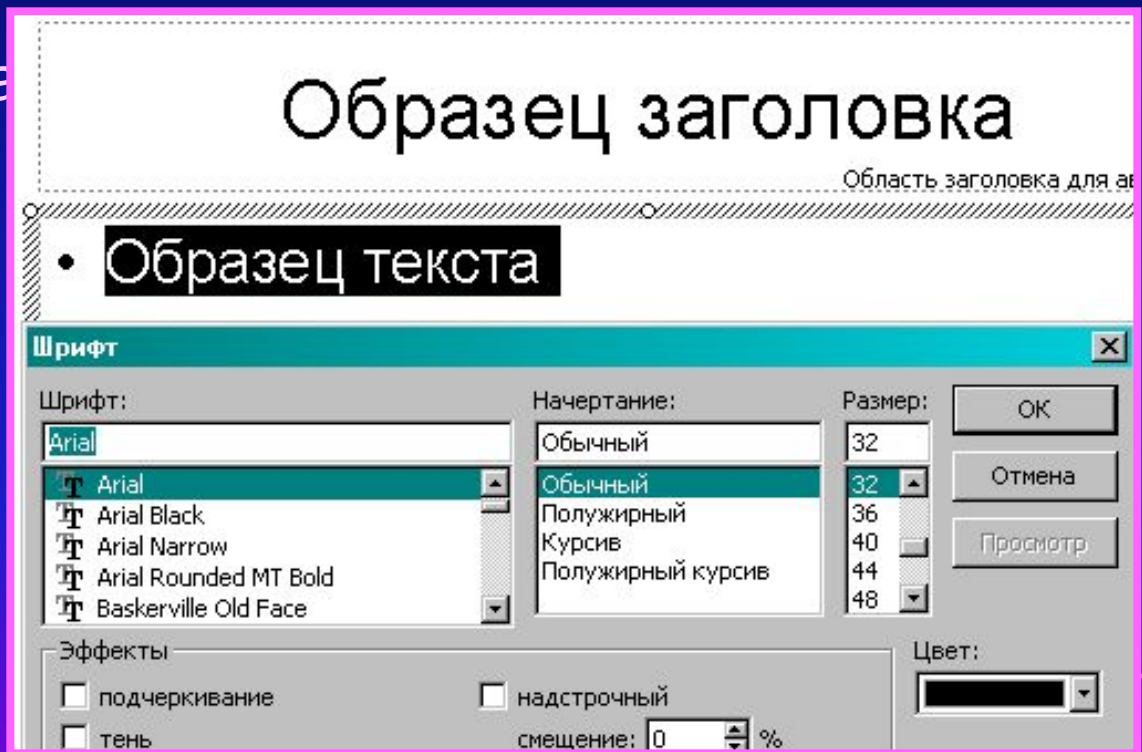 Образец заголовка
Область заголовка для ав
• Образец текста
Шрифт
Шрифт: Начертание: Размер:
Arial Обычный 32 ОК
Arial Обычный 32 Отмена
Arial Black Полужирный 36
Arial Narrow Курсив 40 Просмотр
Arial Rounded MT Bold Полужирный курсив 44
Baskerville Old Face 48
Эффекты Цвет:
подчеркивание надстрочный
тень смещение: 0 %